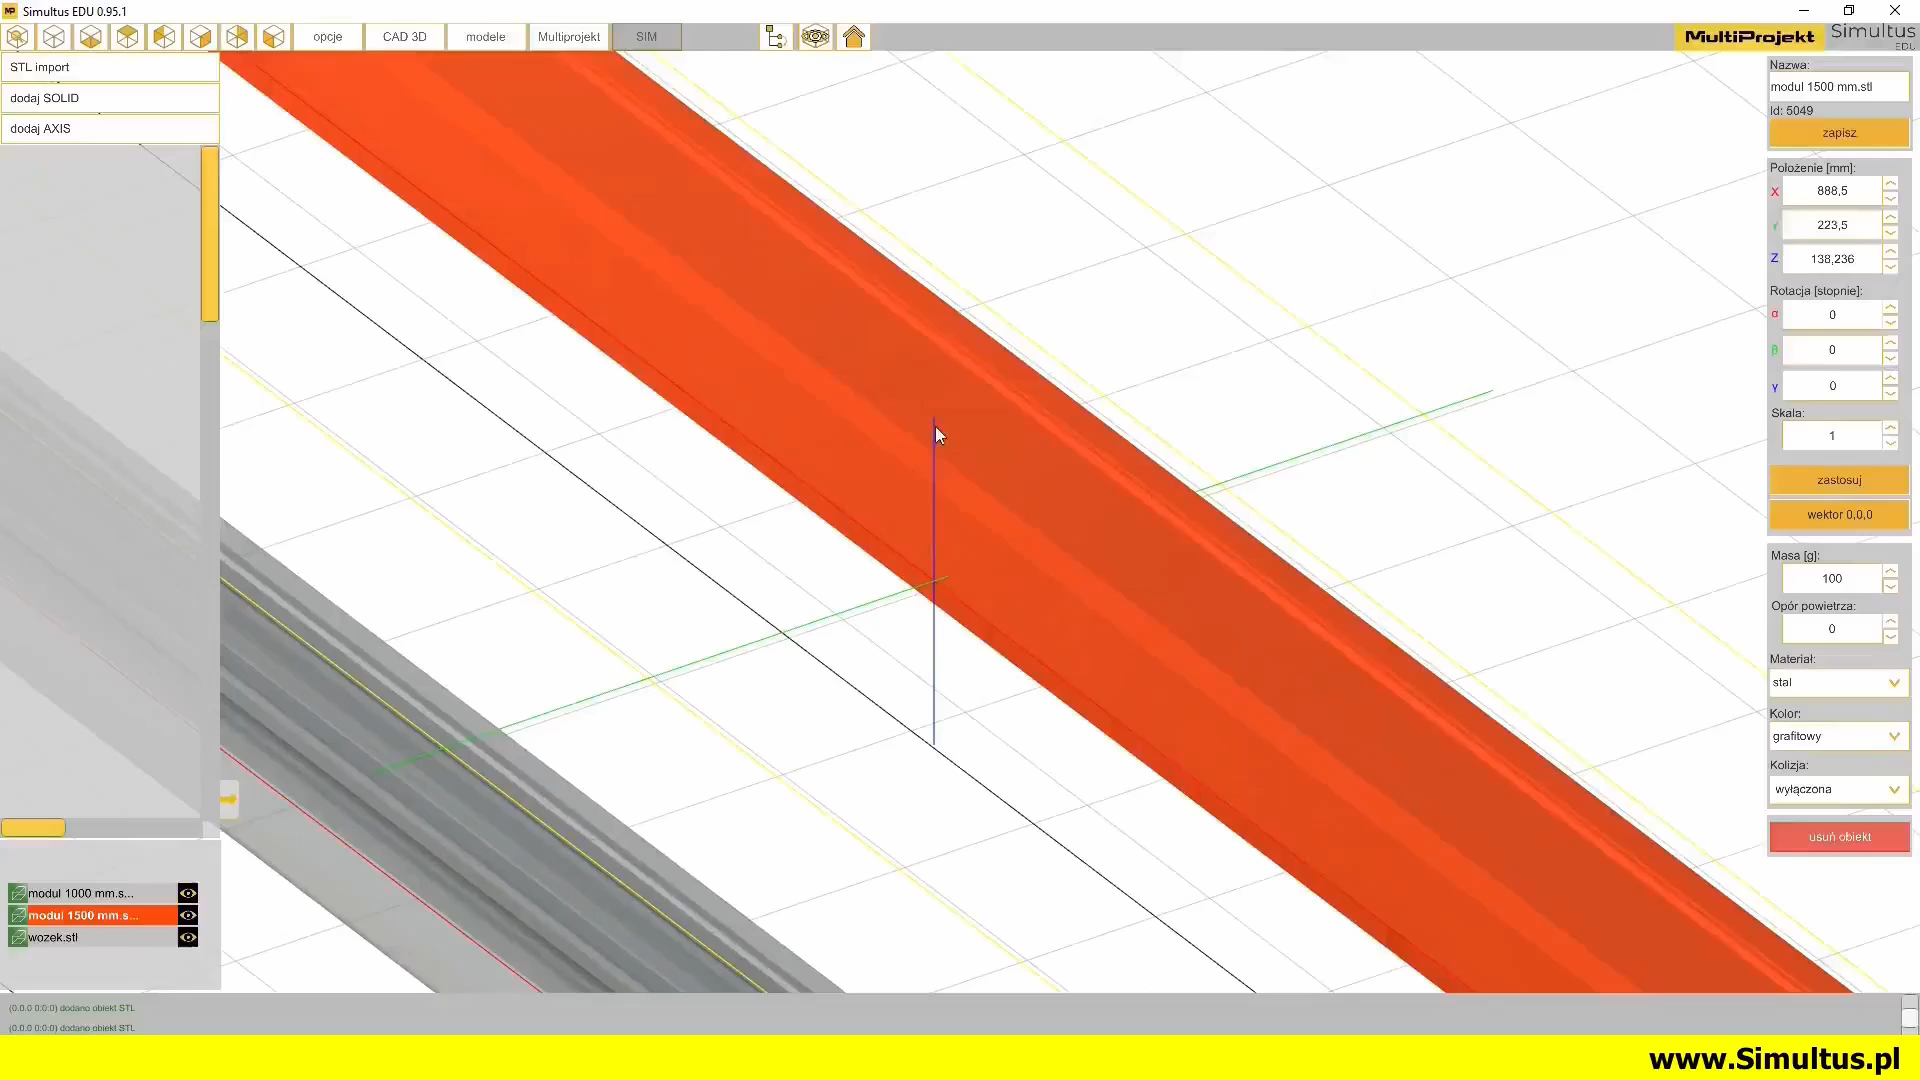 MP Simultus EDU 0.95.1
opcje CAD 3D modele Multiprojekt SIM
MultiProjekt Simultus
EDU
STL import
dodaj SOLID
dodaj AXIS
Nazwa:
modul 1500 mm.stl
Id: 5049
zapisz
Położenie [mm]:
X 888,5
Y 223,5
Z 138,236
Rotacja [stopnie]:
α 0
β 0
γ 0
Skala:
1
zastosuj
wektor 0,0,0
Masa [g]:
100
Opór powietrza:
0
Materiał:
stal
Kolor:
grafitowy
Kolizja:
wyłączona
usuń obiekt
modul 1000 mm.s...
modul 1500 mm.s...
wozek.stl
(0.0.0 0:0:0) dodano obiekt STL
(0.0.0 0:0:0) dodano obiekt STL
www.Simultus.pl